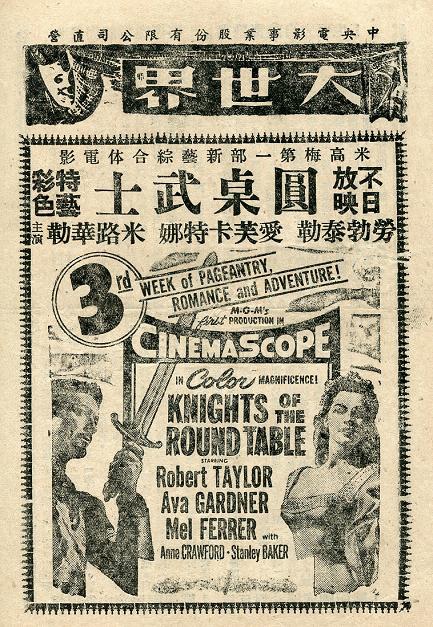 中央電影事業股份有限公司直營
大世界
米高梅第一部新藝綜合体電影
不日放映 圓桌武士 特藝彩色
勞勃泰勒 愛芙卡特娜 米路華勒 主演
3rd WEEK of PAGEANTRY,
ROMANCE and ADVENTURE!
M-G-M's
first PRODUCTION IN
CINEMASCOPE
IN Color MAGNIFICENCE!
KNIGHTS OF THE
ROUND TABLE
STARRING
Robert TAYLOR
Ava GARDNER
Mel FERRER with
Anne CRAWFORD - Stanley BAKER